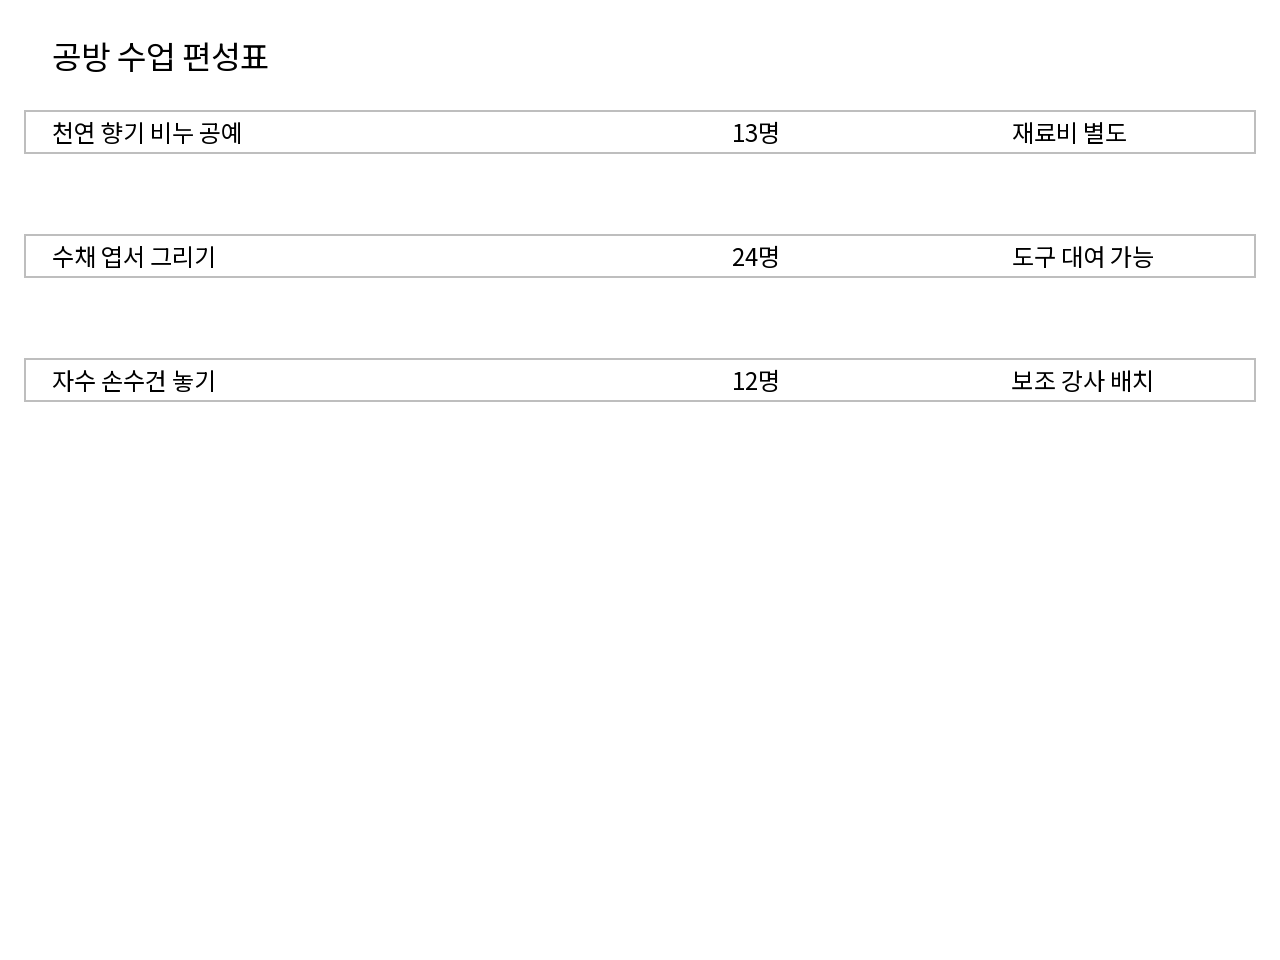 공방 수업 편성표
천연 향기 비누 공예 13명 재료비 별도
수채 엽서 그리기 24명 도구 대여 가능
자수 손수건 놓기 12명 보조 강사 배치